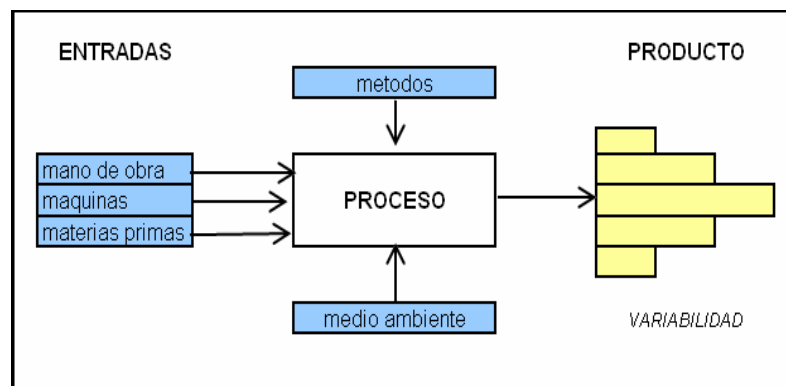 ENTRADAS
PRODUCTO
metodos
mano de obra
maquinas
materias primas
PROCESO
medio ambiente
VARIABILIDAD